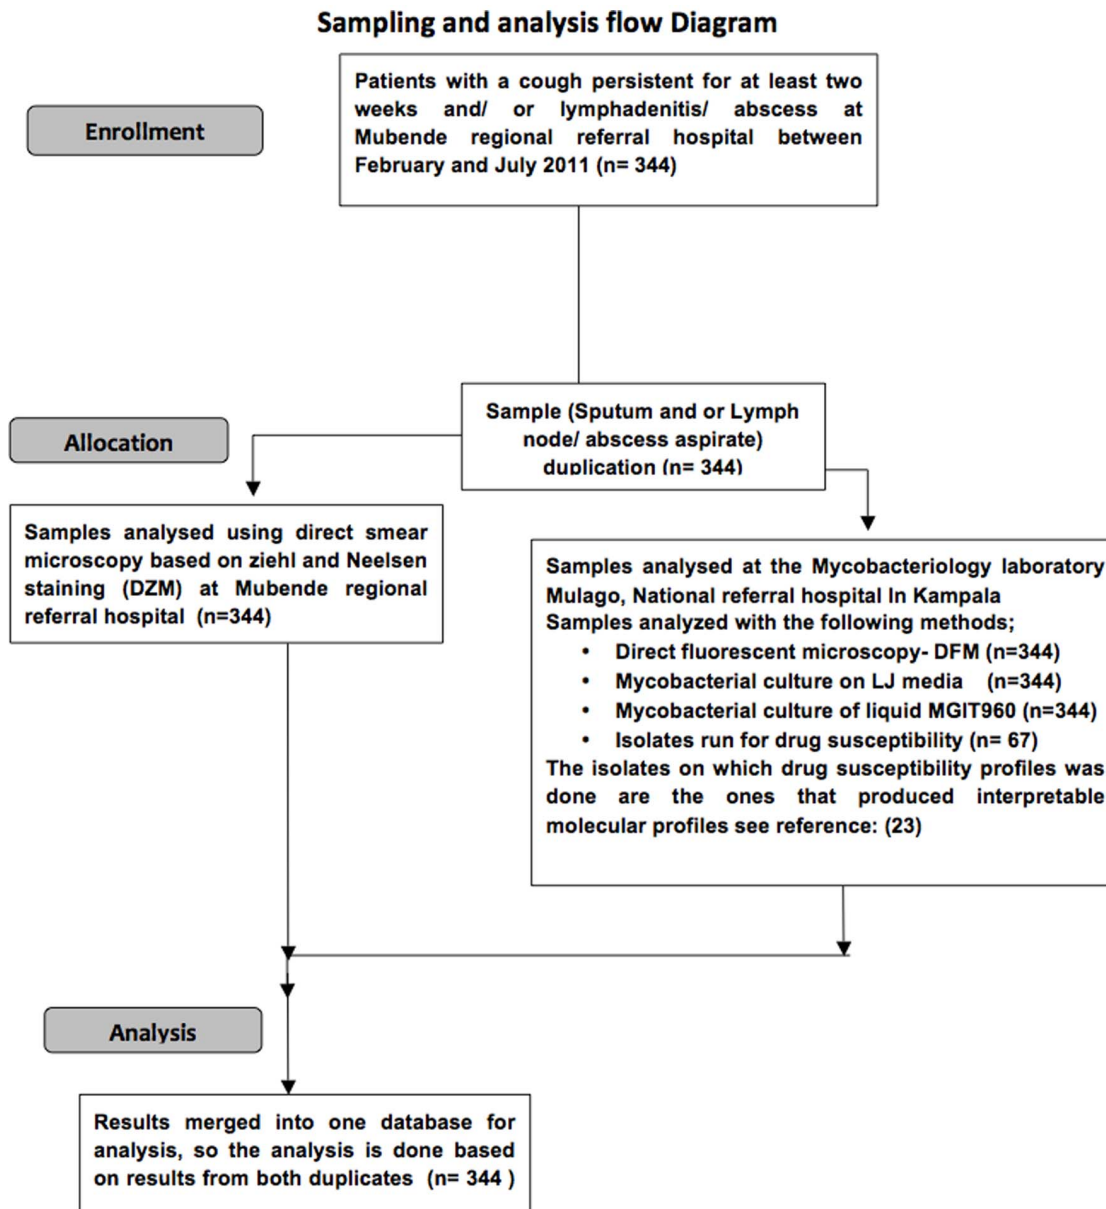 Sampling and analysis flow Diagram
Enrollment
Patients with a cough persistent for at least two
weeks and/ or lymphadenitis/ abscess at
Mubende regional referral hospital between
February and July 2011 (n= 344)
Allocation
Sample (Sputum and or Lymph
node/ abscess aspirate)
duplication (n= 344)
Samples analysed using direct smear
microscopy based on ziehl and Neelsen
staining (DZM) at Mubende regional
referral hospital (n=344)
Samples analysed at the Mycobacteriology laboratory
Mulago, National referral hospital In Kampala
Samples analyzed with the following methods;
• Direct fluorescent microscopy- DFM (n=344)
• Mycobacterial culture on LJ media (n=344)
• Mycobacterial culture of liquid MGIT960 (n=344)
• Isolates run for drug susceptibility (n= 67)
The isolates on which drug susceptibility profiles was
done are the ones that produced interpretable
molecular profiles see reference: (23)
Analysis
Results merged into one database for
analysis, so the analysis is done based
on results from both duplicates (n= 344 )